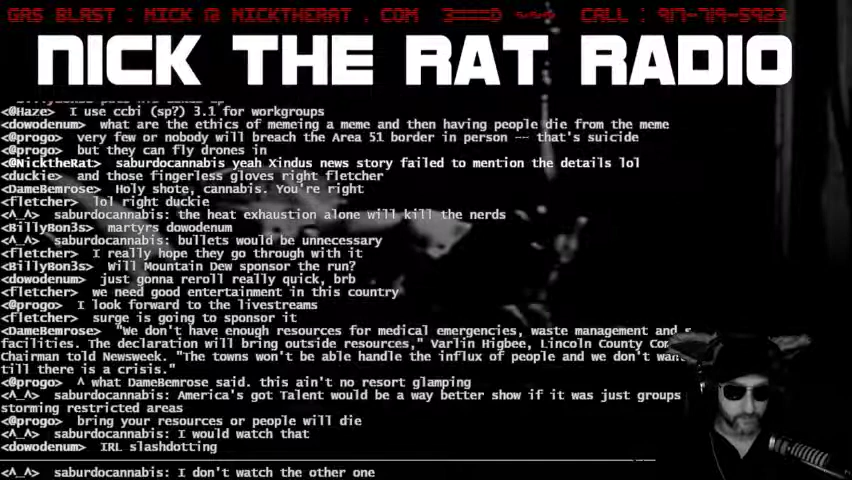 GAS BLAST : NICK @ NICKTHERAT . COM 3====D ~~~ CALL : 917-719-5923
NICK THE RAT RADIO
<@Haze> I use ccbi (sp?) 3.1 for workgroups
<dowodenum> what are the ethics of memeing a meme and then having people die from the meme
<@progo> very few or nobody will breach the Area 51 border in person -- that's suicide
<@progo> but they can fly drones in
<@NicktheRat> saburdocannabis yeah Xindus news story failed to mention the details lol
<duckie> and those fingerless gloves right fletcher
<DameBemrose> Holy shote, cannabis. You're right
<fletcher> lol right duckie
<^_^> saburdocannabis: the heat exhaustion alone will kill the nerds
<BillyBon3s> martyrs dowodenum
<^_^> saburdocannabis: bullets would be unnecessary
<fletcher> I really hope they go through with it
<BillyBon3s> Will Mountain Dew sponsor the run?
<dowodenum> just gonna reroll really quick, brb
<fletcher> we need good entertainment in this country
<@progo> I look forward to the livestreams
<fletcher> surge is going to sponsor it
<DameBemrose> "We don't have enough resources for medical emergencies, waste management and
facilities. The declaration will bring outside resources," Varlin Higbee, Lincoln County
Chairman told Newsweek. "The towns won't be able handle the influx of people and we don't
till there is a crisis."
<@progo> ^ what DameBemrose said. this ain't no resort glamping
<^_^> saburdocannabis: America's got Talent would be a way better show if it was just groups
storming restricted areas
<@progo> bring your resources or people will die
<^_^> saburdocannabis: I would watch that
<dowodenum> IRL slashdotting
<^_^> saburdocannabis: I don't watch the other one